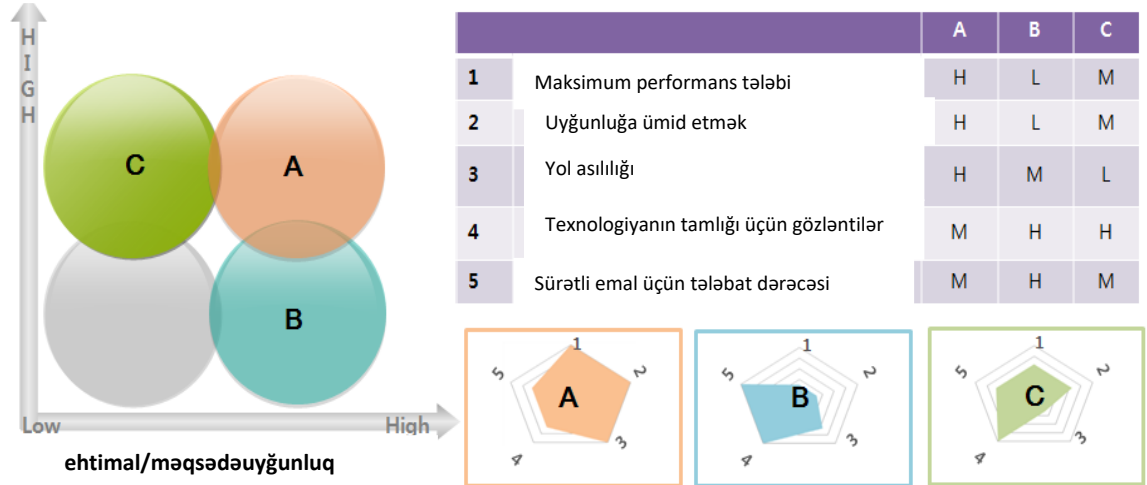 HIGH
C
A
B
Low
High
ehtimal/məqsədəuyğunluq
A B C
1 Maksimum performans tələbi H L M
2 Uyğunluğa ümid etmək H L M
3 Yol asılılığı H M L
4 Texnologiyanın tamlığı üçün gözləntilər M H H
5 Sürətli emal üçün tələbat dərəcəsi M H M
1
5
2
A
4
3
1
5
2
B
4
3
1
5
2
C
4
3